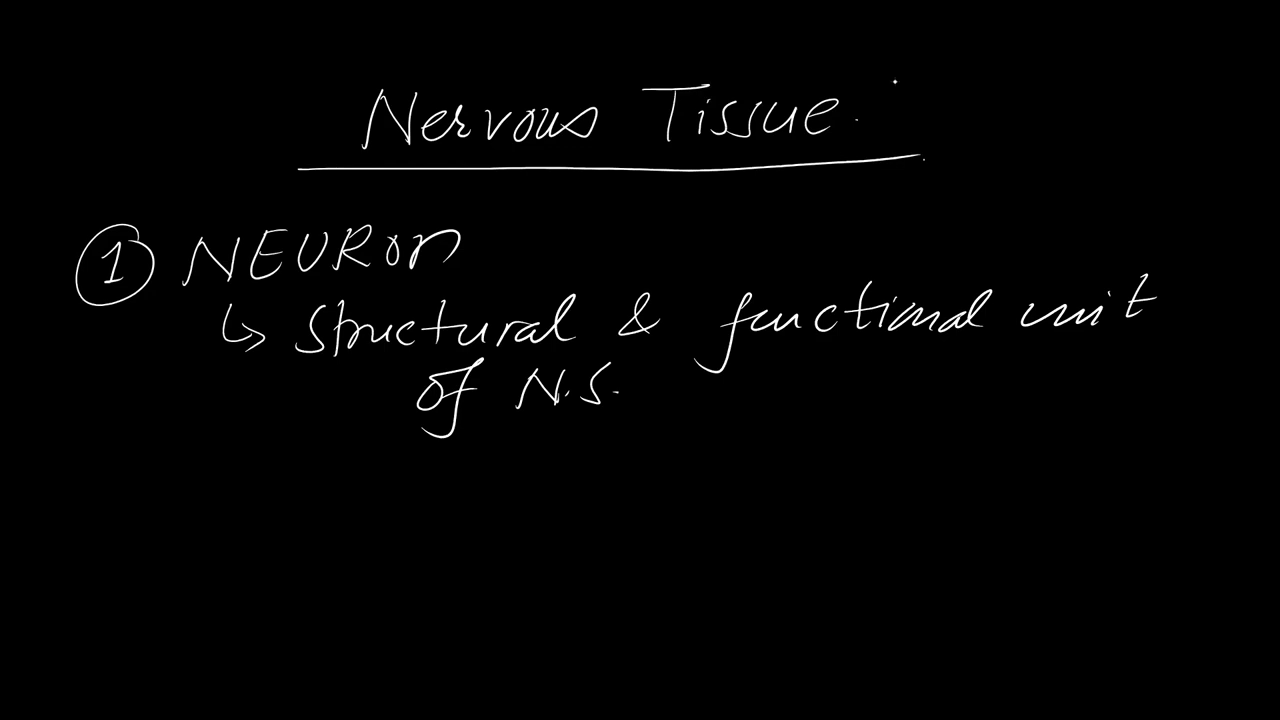 Nervous Tissue.
① NEURON
↳ Structural & functional unit
of N.S.